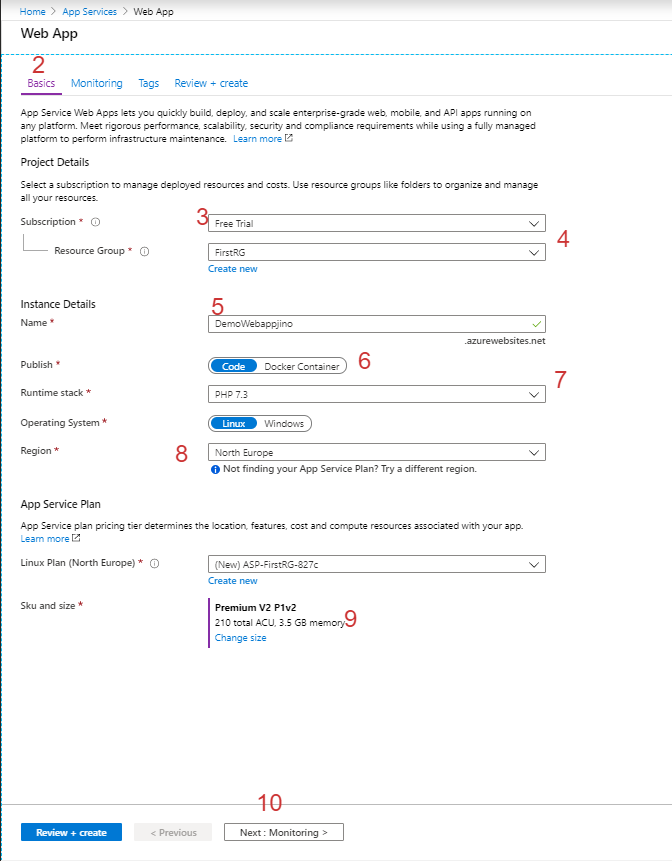 Home > App Services > Web App
Web App
2
Basics Monitoring Tags Review + create
App Service Web Apps lets you quickly build, deploy, and scale enterprise-grade web, mobile, and API apps running on
any platform. Meet rigorous performance, scalability, security and compliance requirements while using a fully managed
platform to perform infrastructure maintenance. Learn more
Project Details
Select a subscription to manage deployed resources and costs. Use resource groups like folders to organize and manage
all your resources.
Subscription * 3 Free Trial
4
Resource Group * FirstRG
Create new
Instance Details
5
Name * DemoWebappjino
.azurewebsites.net
Publish * Code Docker Container 6
7
Runtime stack * PHP 7.3
Operating System * Linux Windows
Region * 8 North Europe
Not finding your App Service Plan? Try a different region.
App Service Plan
App Service plan pricing tier determines the location, features, cost and compute resources associated with your app.
Learn more
Linux Plan (North Europe) * (New) ASP-FirstRG-827c
Create new
Sku and size * Premium V2 P1v2
210 total ACU, 3.5 GB memory 9
Change size
10
Review + create < Previous Next : Monitoring >